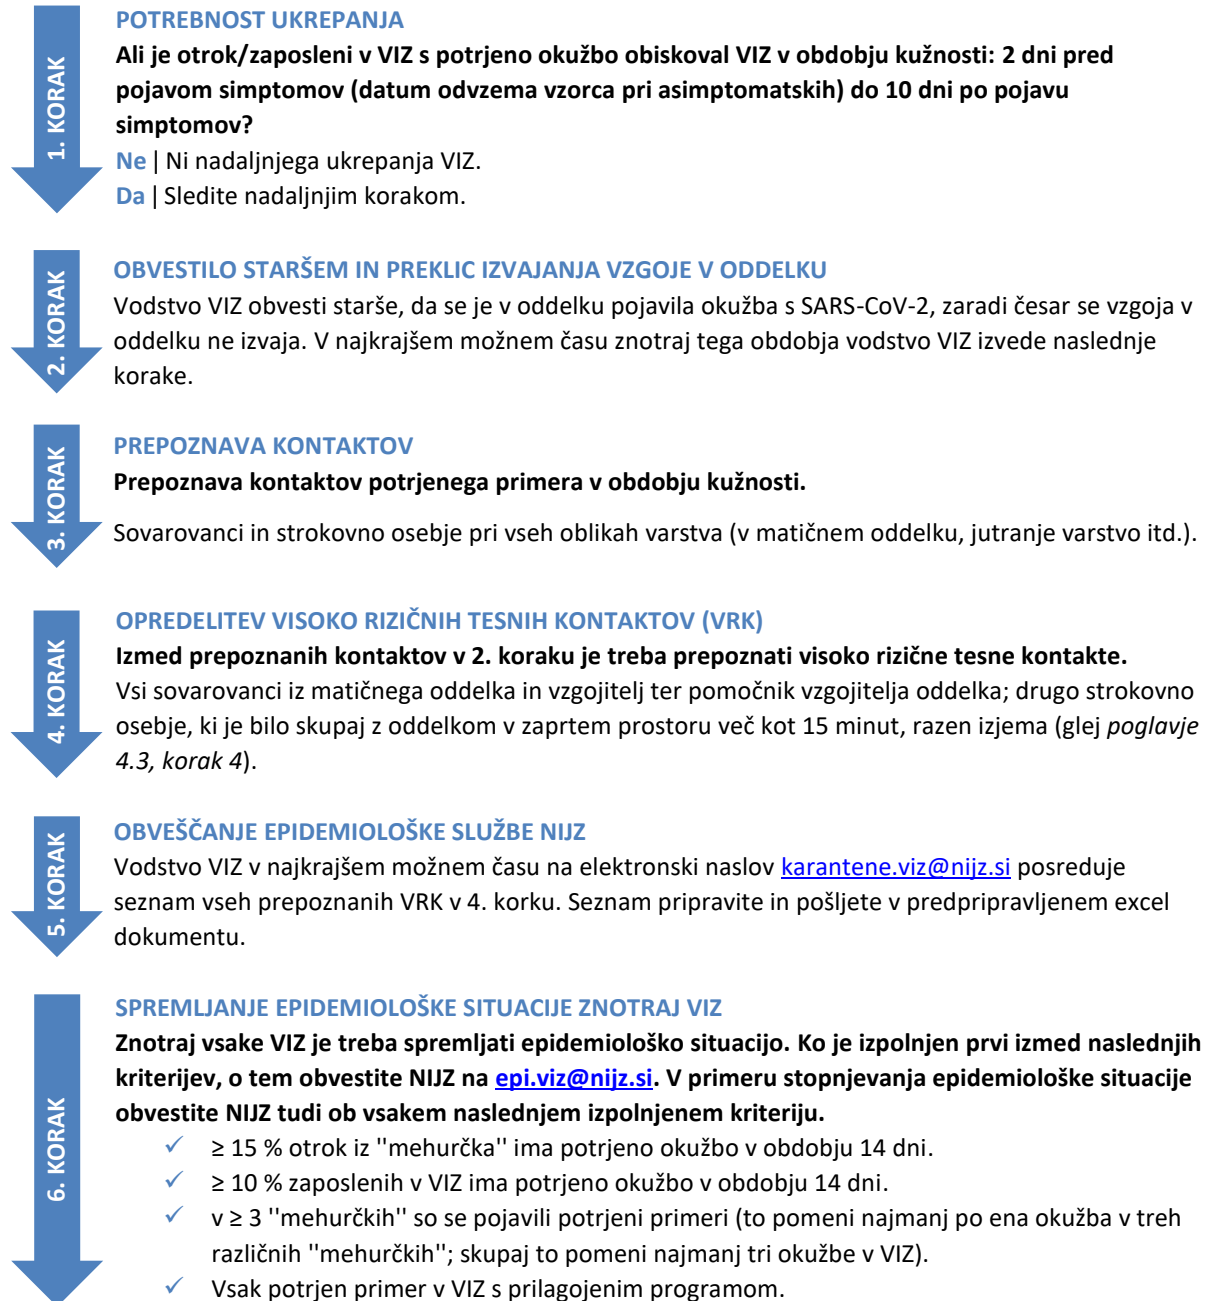 1. KORAK
POTREBNOST UKREPANJA
Ali je otrok/zaposleni v VIZ s potrjeno okužbo obiskoval VIZ v obdobju kužnosti: 2 dni pred
pojavom simptomov (datum odvzema vzorca pri asimptomatskih) do 10 dni po pojavu
simptomov?
Ne | Ni nadaljnjega ukrepanja VIZ.
Da | Sledite nadaljnjim korakom.
2. KORAK
OBVESTILO STARŠEM IN PREKLIC IZVAJANJA VZGOJE V ODDELKU
Vodstvo VIZ obvesti starše, da se je v oddelku pojavila okužba s SARS-CoV-2, zaradi česar se vzgoja v
oddelku ne izvaja. V najkrajšem možnem času znotraj tega obdobja vodstvo VIZ izvede naslednje
korake.
3. KORAK
PREPOZNAVA KONTAKTOV
Prepoznava kontaktov potrjenega primera v obdobju kužnosti.
Sovarovanci in strokovno osebje pri vseh oblikah varstva (v matičnem oddelku, jutranje varstvo itd.).
4. KORAK
OPREDELITEV VISOKO RIZIČNIH TESNIH KONTAKTOV (VRK)
Izmed prepoznanih kontaktov v 2. koraku je treba prepoznati visoko rizične tesne kontakte.
Vsi sovarovanci iz matičnega oddelka in vzgojitelj ter pomočnik vzgojitelja oddelka; drugo strokovno
osebje, ki je bilo skupaj z oddelkom v zaprtem prostoru več kot 15 minut, razen izjema (glej poglavje
4.3, korak 4).
5. KORAK
OBVEŠČANJE EPIDEMIOLOŠKE SLUŽBE NIJZ
Vodstvo VIZ v najkrajšem možnem času na elektronski naslov karantene.viz@nijz.si posreduje
seznam vseh prepoznanih VRK v 4. korku. Seznam pripravite in pošljete v predpripravljenem excel
dokumentu.
6. KORAK
SPREMLJANJE EPIDEMIOLOŠKE SITUACIJE ZNOTRAJ VIZ
Znotraj vsake VIZ je treba spremljati epidemiološko situacijo. Ko je izpolnjen prvi izmed naslednjih
kriterijev, o tem obvestite NIJZ na epi.viz@nijz.si. V primeru stopnjevanja epidemiološke situacije
obvestite NIJZ tudi ob vsakem naslednjem izpolnjenem kriteriju.
✓ ≥ 15 % otrok iz ''mehurčka'' ima potrjeno okužbo v obdobju 14 dni.
✓ ≥ 10 % zaposlenih v VIZ ima potrjeno okužbo v obdobju 14 dni.
✓ v ≥ 3 ''mehurčkih'' so se pojavili potrjeni primeri (to pomeni najmanj po ena okužba v treh
različnih ''mehurčkih''; skupaj to pomeni najmanj tri okužbe v VIZ).
✓ Vsak potrjen primer v VIZ s prilagojenim programom.